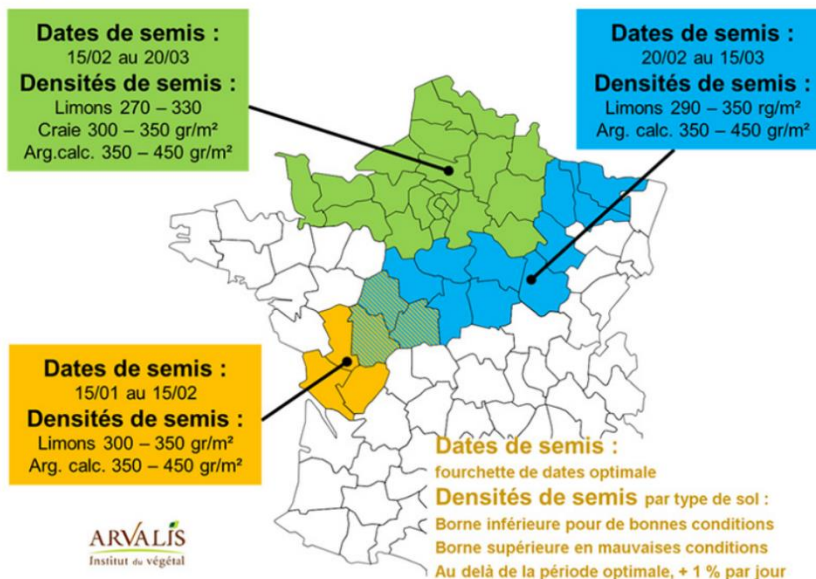 Dates de semis :
15/02 au 20/03
Densités de semis :
Limons 270 – 330
Craie 300 – 350 gr/m²
Arg.calc. 350 – 450 gr/m²
Dates de semis :
20/02 au 15/03
Densités de semis :
Limons 290 – 350 rg/m²
Arg. calc. 350 – 450 gr/m²
Dates de semis :
15/01 au 15/02
Densités de semis :
Limons 300 – 350 gr/m²
Arg. calc. 350 – 450 gr/m²
Dates de semis :
fourchette de dates optimale
Densités de semis par type de sol :
Borne inférieure pour de bonnes conditions
Borne supérieure en mauvaises conditions
Au delà de la période optimale, + 1 % par jour
ARVALIS
Institut du végétal